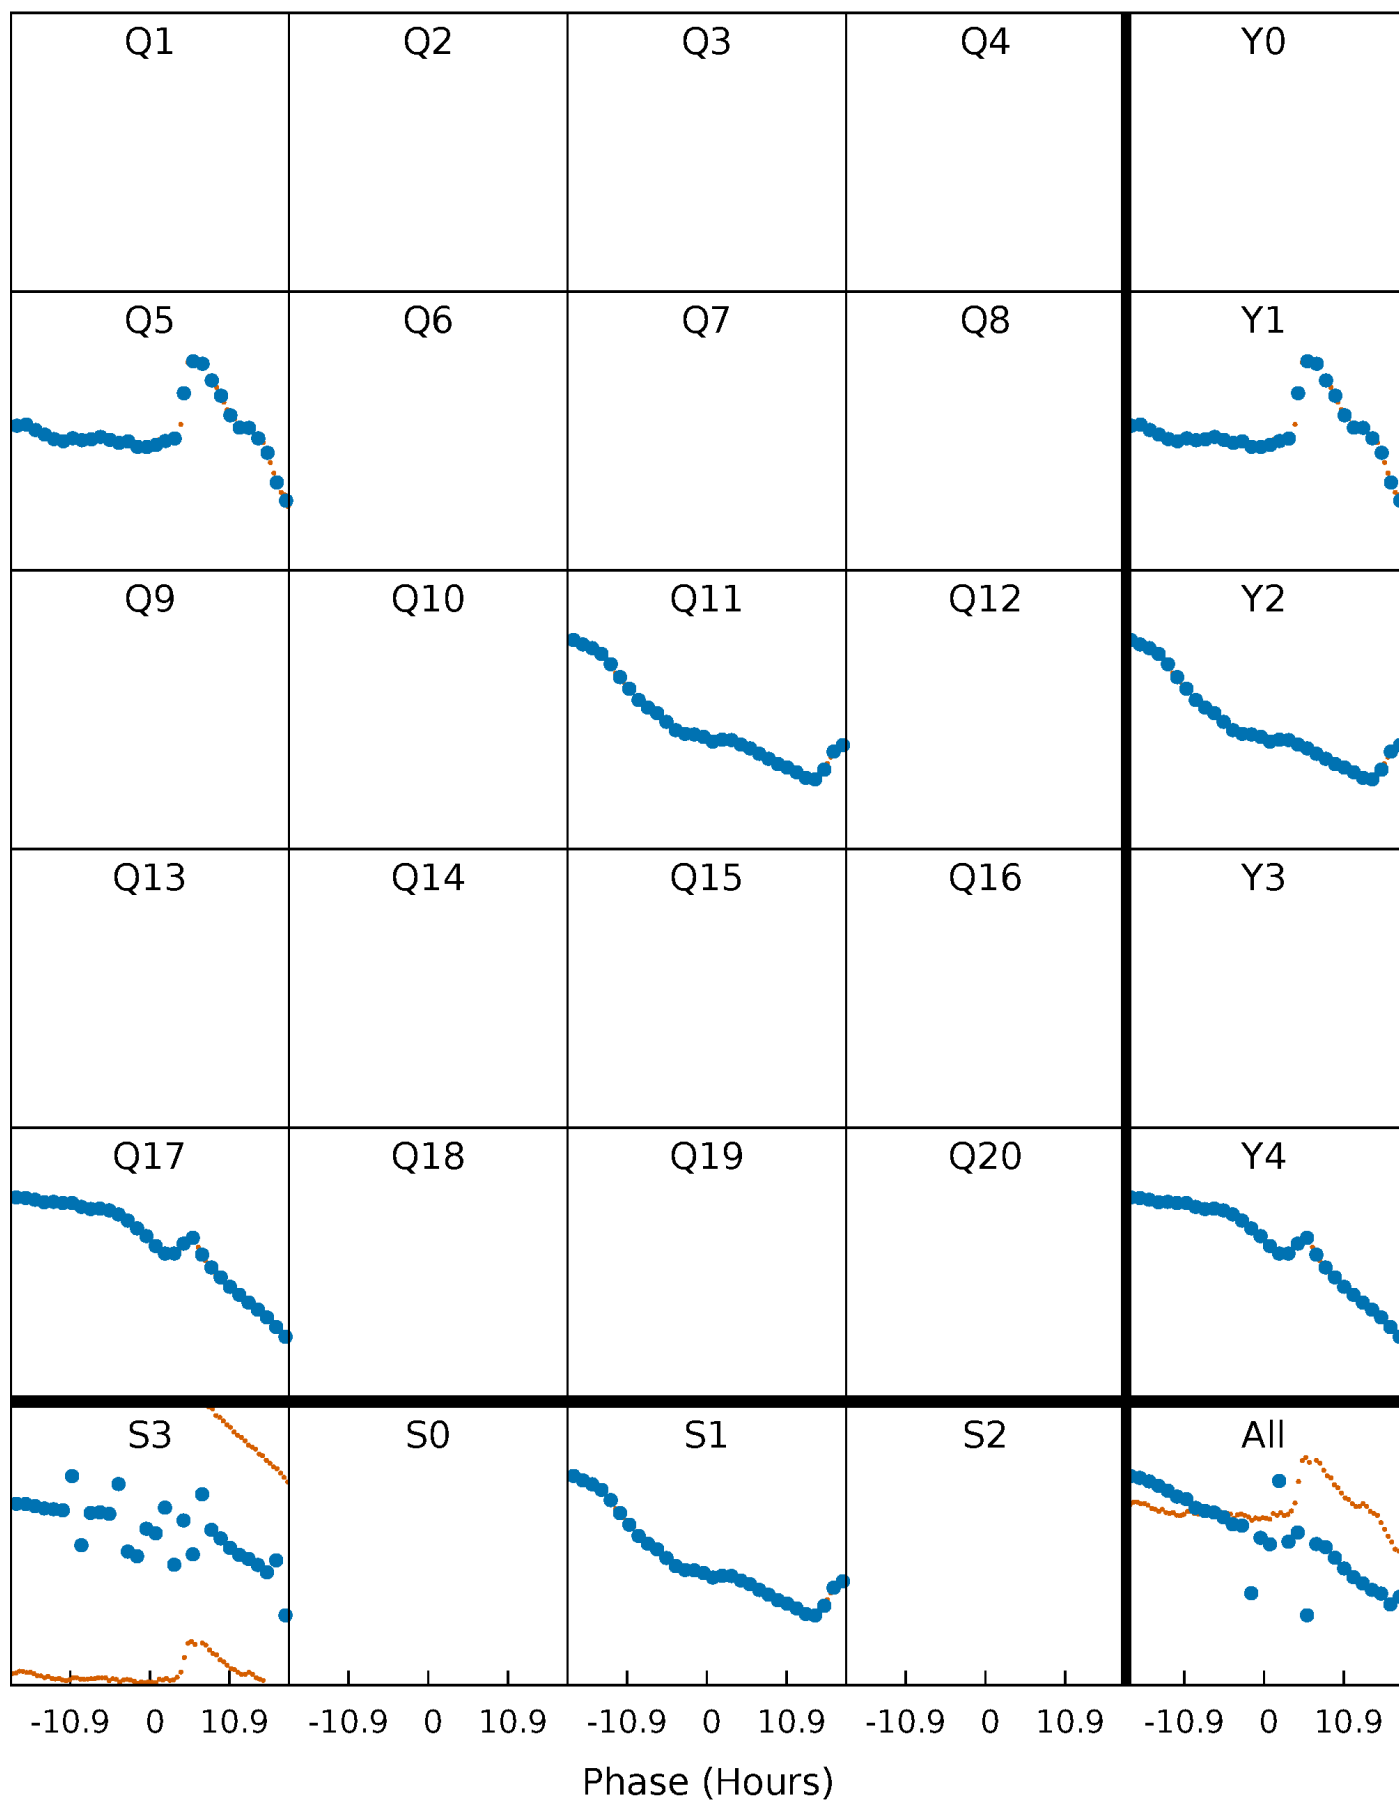 Q1 Q2 Q3 Q4 Y0
Q5 Q6 Q7 Q8 Y1
Q9 Q10 Q11 Q12 Y2
Q13 Q14 Q15 Q16 Y3
Q17 Q18 Q19 Q20 Y4
S3 S0 S1 S2 All
-10.9 0 10.9 -10.9 0 10.9 -10.9 0 10.9 -10.9 0 10.9 -10.9 0 10.9
Phase (Hours)